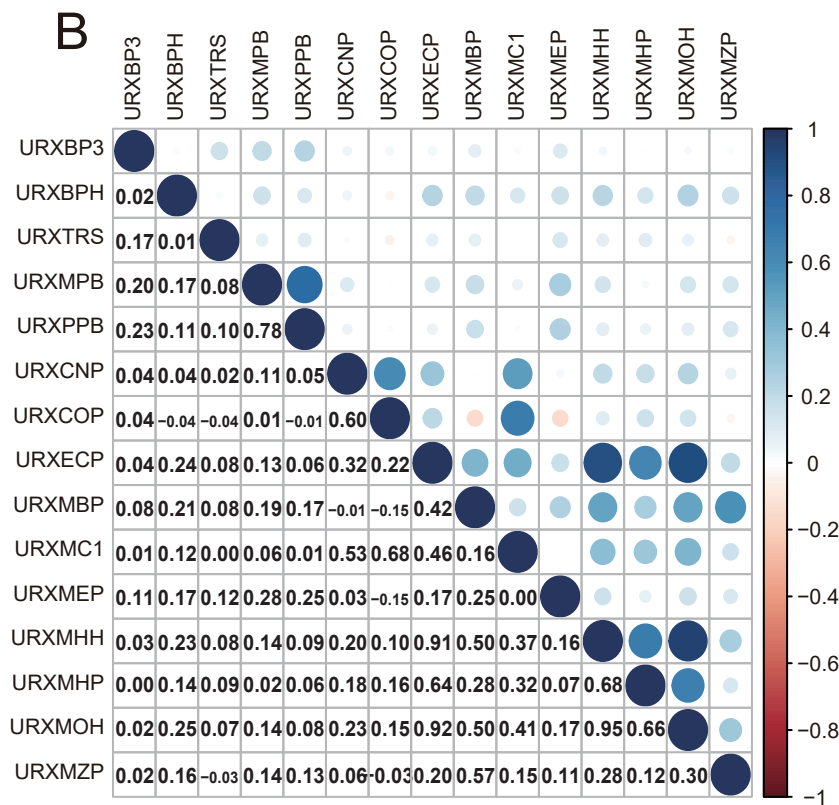 B
URXBP3 URXBPH URXTRS URXMPB URXPPB URXCNP URXCOP URXECP URXMBP URXMC1 URXMEP URXMHH URXMHP URXMOH URXMZP
URXBP3
URXBPH 0.02
URXTRS 0.17 0.01
URXMPB 0.20 0.17 0.08
URXPPB 0.23 0.11 0.10 0.78
URXCNP 0.04 0.04 0.02 0.11 0.05
URXCOP 0.04 −0.04 −0.04 0.01 −0.01 0.60
URXECP 0.04 0.24 0.08 0.13 0.06 0.32 0.22
URXMBP 0.08 0.21 0.08 0.19 0.17 −0.01 −0.15 0.42
URXMC1 0.01 0.12 0.00 0.06 0.01 0.53 0.68 0.46 0.16
URXMEP 0.11 0.17 0.12 0.28 0.25 0.03 −0.15 0.17 0.25 0.00
URXMHH 0.03 0.23 0.08 0.14 0.09 0.20 0.10 0.91 0.50 0.37 0.16
URXMHP 0.00 0.14 0.09 0.02 0.06 0.18 0.16 0.64 0.28 0.32 0.07 0.68
URXMOH 0.02 0.25 0.07 0.14 0.08 0.23 0.15 0.92 0.50 0.41 0.17 0.95 0.66
URXMZP 0.02 0.16 −0.03 0.14 0.13 0.06 −0.03 0.20 0.57 0.15 0.11 0.28 0.12 0.30
1
0.8
0.6
0.4
0.2
0
−0.2
−0.4
−0.6
−0.8
−1